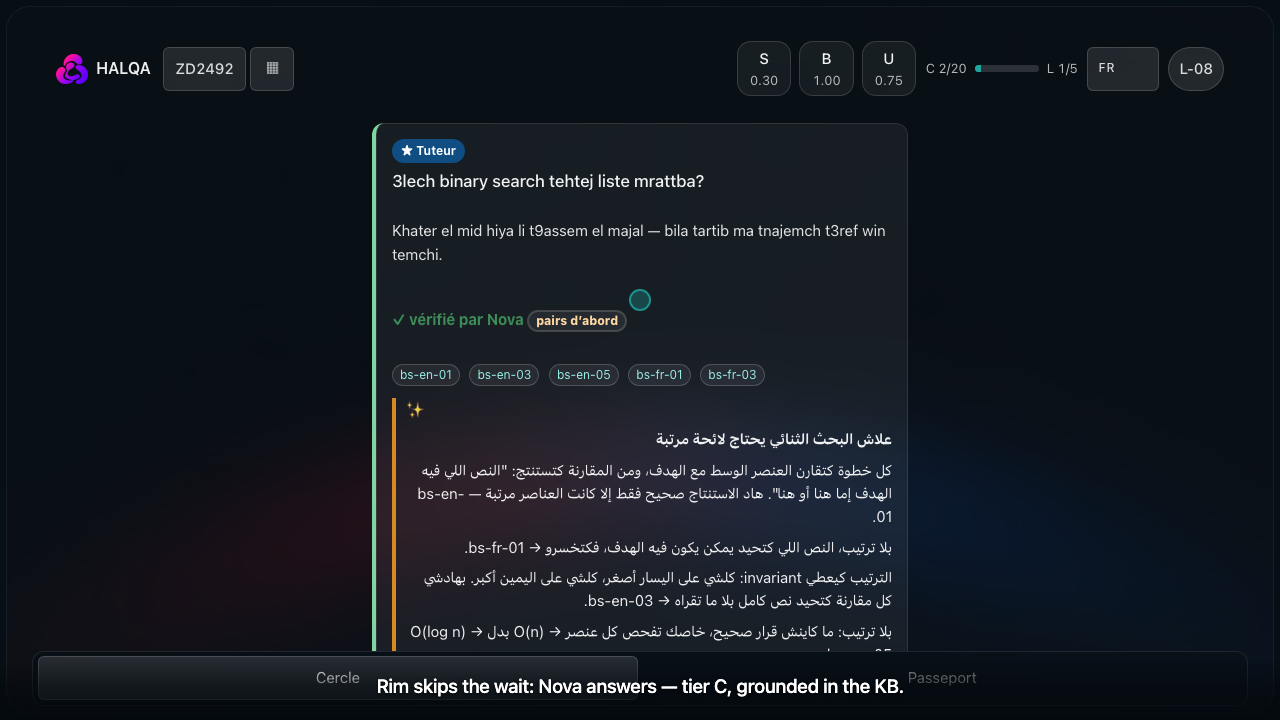 HALQA ZD2492 S B U C 2/20 L 1/5 FR L-08
0.30 1.00 0.75
Tuteur
3lech binary search tehtej liste mrattba?
Khater el mid hiya li t9assem el majal — bila tartib ma tnajemch t3ref win
temchi.
✓ vérifié par Nova pairs d’abord
bs-en-01 bs-en-03 bs-en-05 bs-fr-01 bs-fr-03
علاش البحث الثنائي يحتاج لائحة مرتبة
كل خطوة كتقارن العنصر الوسط مع الهدف، ومن المقارنة كتستنتج: "النص اللي فيه
الهدف إما هنا أو هنا". هاد الاستنتاج صحيح فقط إلا كانت العناصر مرتبة — bs-en-
01.
بلا ترتيب، النص اللي كتحيد يمكن يكون فيه الهدف، فكتخسرو → bs-fr-01.
الترتيب كيعطي invariant: كلشي على اليسار أصغر، كلشي على اليمين أكبر. بهادشي
كل مقارنة كتحيد نص كامل بلا ما تقراه → bs-en-03.
بلا ترتيب: ما كاينش قرار صحيح، خاصك تفحص كل عنصر → O(n) بدل → O(log n)
Cercle Passeport
Rim skips the wait: Nova answers — tier C, grounded in the KB.